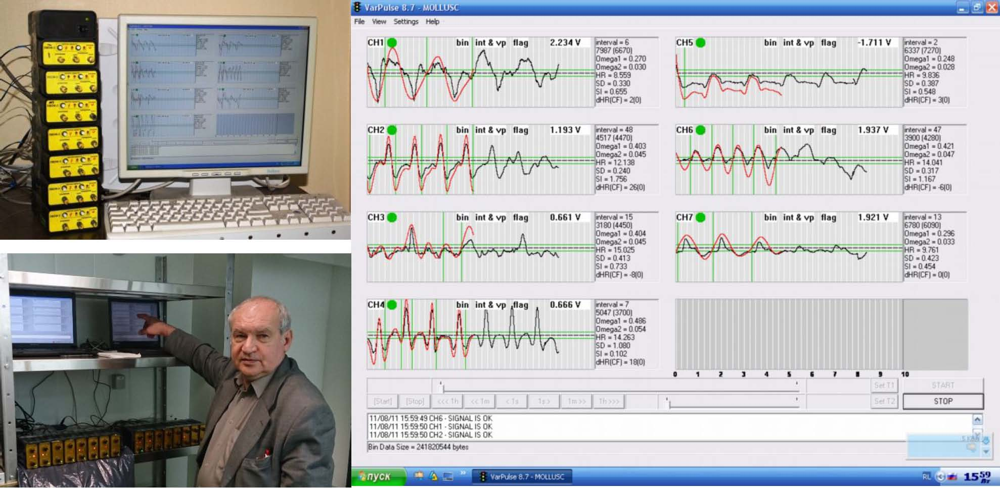 VarPulse 8.7 - MOLLUSC
File View Settings Help
CH1 bin int & vp flag 2.234 V
interval = 6
7987 (6670)
Omega1 = 0.270
Omega2 = 0.030
HR = 8.559
SD = 0.330
SI = 0.655
dHR(CF) = 2(0)
CH5 bin int & vp flag -1.711 V
interval = 2
6337 (7270)
Omega1 = 0.248
Omega2 = 0.028
HR = 9.836
SD = 0.387
SI = 0.548
dHR(CF) = 3(0)
CH2 bin int & vp flag 1.193 V
interval = 48
4517 (4470)
Omega1 = 0.403
Omega2 = 0.045
HR = 12.138
SD = 0.240
SI = 1.756
dHR(CF) = 26(0)
CH6 bin int & vp flag 1.937 V
interval = 47
3900 (4280)
Omega1 = 0.421
Omega2 = 0.047
HR = 14.041
SD = 0.317
SI = 1.167
dHR(CF) = -6(0)
CH3 bin int & vp flag 0.661 V
interval = 15
3180 (4450)
Omega1 = 0.404
Omega2 = 0.045
HR = 15.025
SD = 0.413
SI = 0.733
dHR(CF) = -8(0)
CH7 bin int & vp flag 1.921 V
interval = 13
6780 (6090)
Omega1 = 0.296
Omega2 = 0.033
HR = 9.761
SD = 0.423
SI = 0.454
dHR(CF) = 0(0)
CH4 bin int & vp flag 0.666 V
interval = 7
5047 (3700)
Omega1 = 0.486
Omega2 = 0.054
HR = 14.263
SD = 1.080
SI = 0.102
dHR(CF) = 18(0)
0 1 2 3 4 5 6 7 8 9 10
Set T1 START
[Start] [Stop] <<< 1h << 1m < 1s 1s > 1m >> 1h >>> Set T2 STOP
11/08/11 15:59:49 CH6 - SIGNAL IS OK
11/08/11 15:59:50 CH1 - SIGNAL IS OK
11/08/11 15:59:50 CH2 - SIGNAL IS OK
Bin Data Size = 241820544 bytes
пуск VarPulse 8.7 - MOLLUSC RL 15 59
Вт